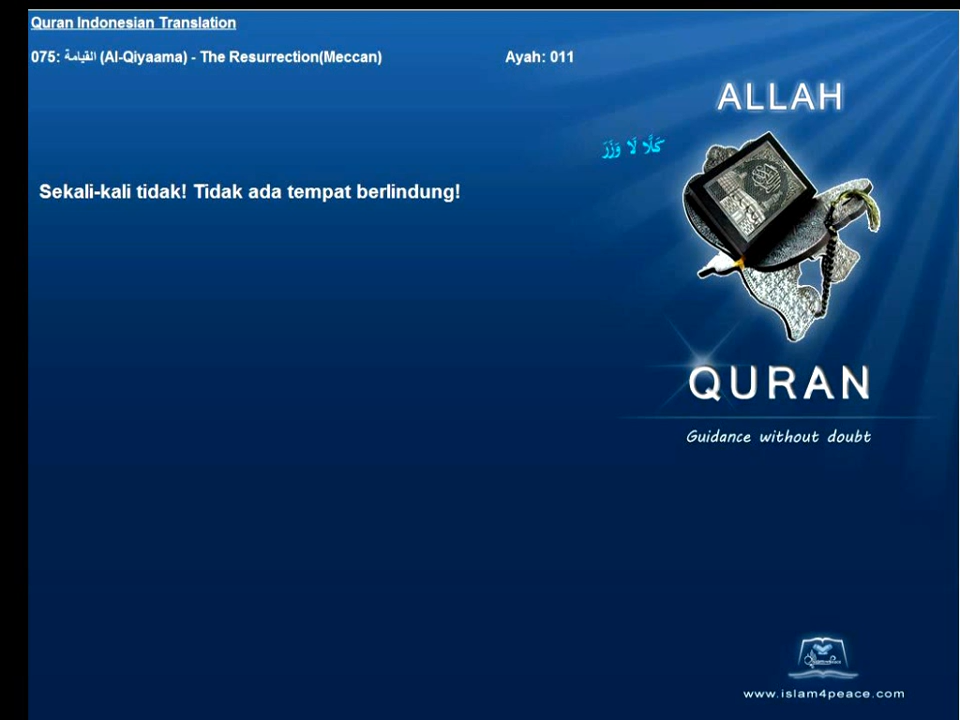 Quran Indonesian Translation
075: القيامة (Al-Qiyaama) - The Resurrection(Meccan) Ayah: 011
ALLAH
كَلَّا لَا وَزَرَ
Sekali-kali tidak! Tidak ada tempat berlindung!
QURAN
Guidance without doubt
www.islam4peace.com